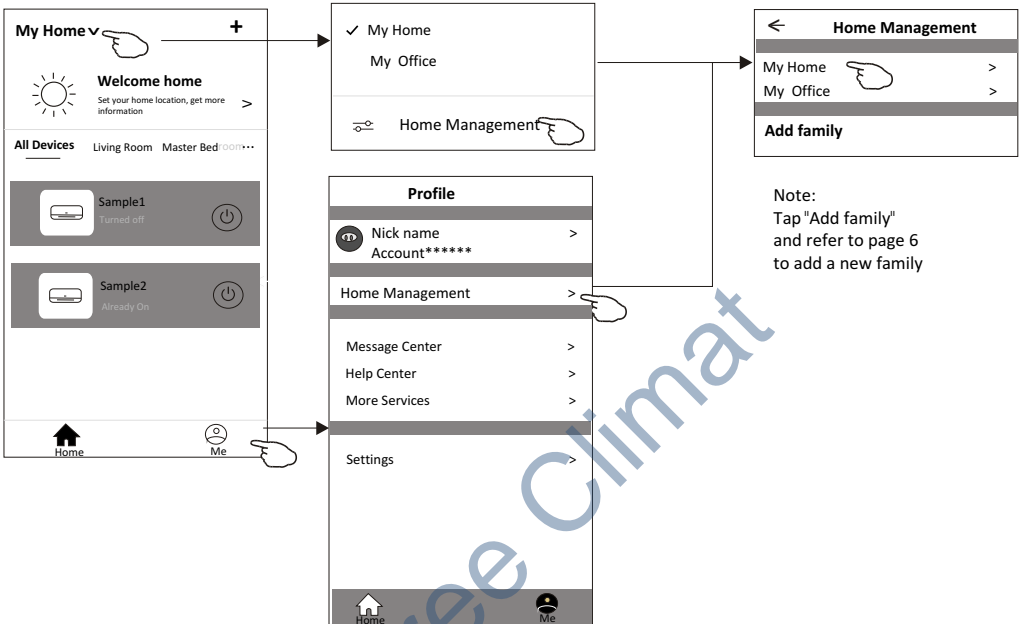 My Home
+
Welcome home
Set your home location, get more
information
>
All Devices Living Room Master Bedroom...
Sample1
Turned off
Sample2
Already On
Home
Me
✓ My Home
My Office
Home Management
Profile
Nick name >
Account******
Home Management >
Message Center >
Help Center >
More Services >
Settings >
Home
Me
Home Management
My Home >
My Office >
Add family
Note:
Tap "Add family"
and refer to page 6
to add a new family
ree Climat